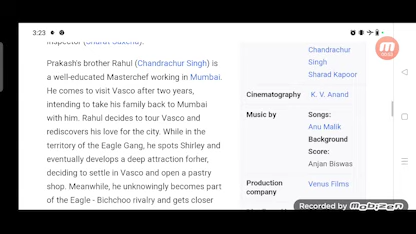 3:23
inspector (Sharat Saxena).
Prakash's brother Rahul (Chandrachur Singh) is
a well-educated Masterchef working in Mumbai.
He comes to visit Vasco after two years,
intending to take his family back to Mumbai
with him. Rahul decides to tour Vasco and
rediscovers his love for the city. While in the
territory of the Eagle Gang, he spots Shirley and
eventually develops a deep attraction forher,
deciding to settle in Vasco and open a pastry
shop. Meanwhile, he unknowingly becomes part
of the Eagle - Bichchoo rivalry and gets closer
Chandrachur
Singh
Sharad Kapoor
Cinematography K. V. Anand
Music by Songs:
Anu Malik
Background
Score:
Anjan Biswas
Production
company Venus Films
Recorded by Mobizen